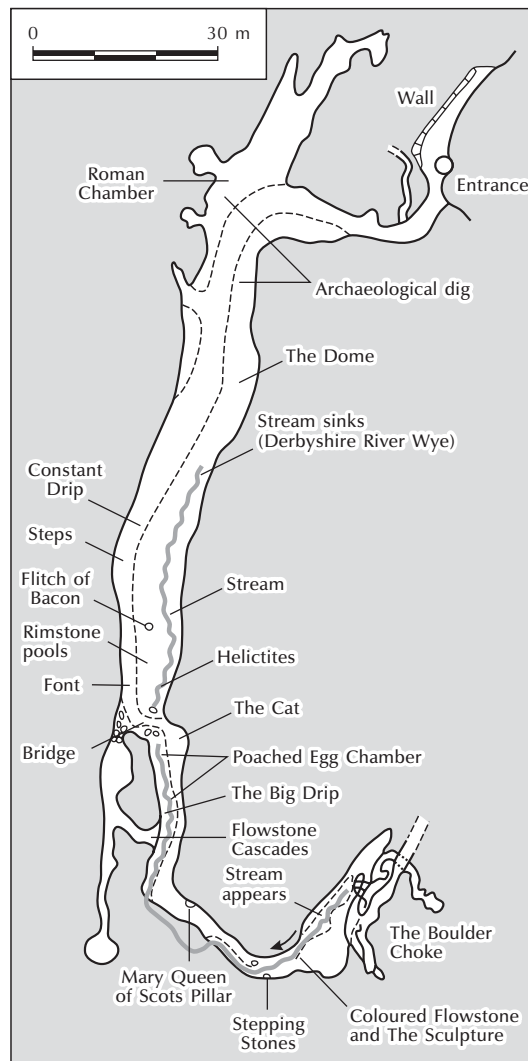 0 30 m
Wall
Roman
Chamber
Entrance
Archaeological dig
The Dome
Stream sinks
(Derbyshire River Wye)
Constant
Drip
Steps
Flitch of
Bacon
Stream
Rimstone
pools
Helictites
Font
The Cat
Bridge
Poached Egg Chamber
The Big Drip
Flowstone
Cascades
Stream
appears
The Boulder
Choke
Mary Queen
of Scots Pillar
Coloured Flowstone
and The Sculpture
Stepping
Stones